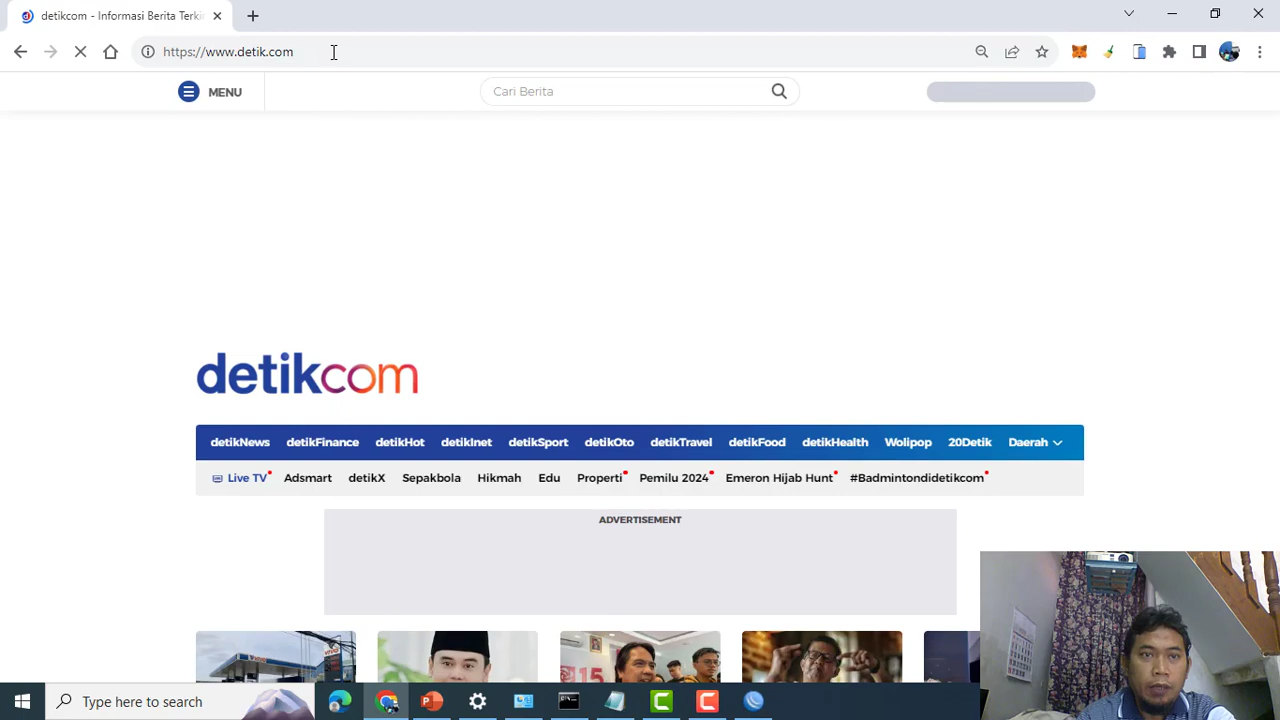 detikcom - Informasi Berita Terkir
https://www.detik.com
MENU
Cari Berita
detikcom
detikNews detikFinance detikHot detikInet detikSport detikOto detikTravel detikFood detikHealth Wolipop 20Detik Daerah
Live TV Adsmart detikX Sepakbola Hikmah Edu Properti Pemilu 2024 Emeron Hijab Hunt #Badmintondidetikcom
ADVERTISEMENT
15
Type here to search